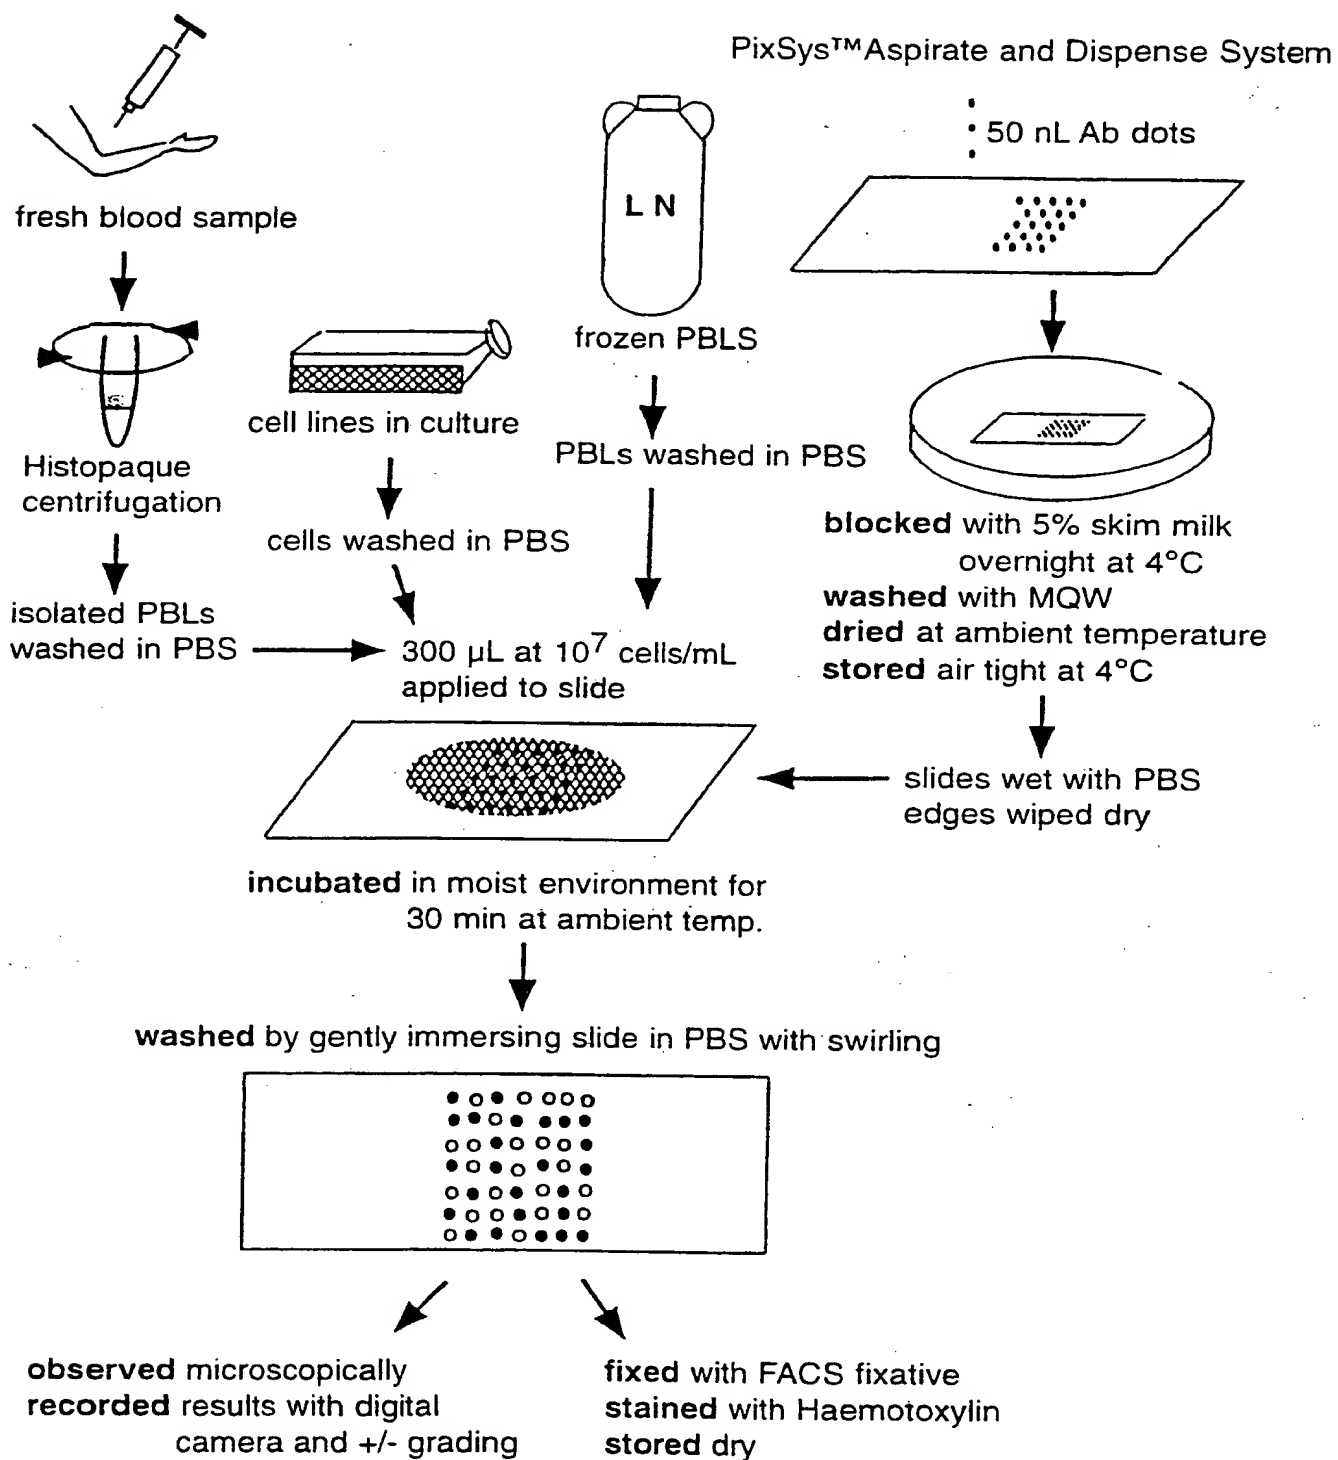 PixSys™ Aspirate and Dispense System
50 nL Ab dots
fresh blood sample
L N
frozen PBLS
cell lines in culture
PBLs washed in PBS
Histopaque
centrifugation
cells washed in PBS
blocked with 5% skim milk
overnight at 4°C
washed with MQW
dried at ambient temperature
stored air tight at 4°C
isolated PBLs
washed in PBS
300 µL at 10⁷ cells/mL
applied to slide
slides wet with PBS
edges wiped dry
incubated in moist environment for
30 min at ambient temp.
washed by gently immersing slide in PBS with swirling
observed microscopically
recorded results with digital
camera and +/- grading
fixed with FACS fixative
stained with Haemotoxylin
stored dry